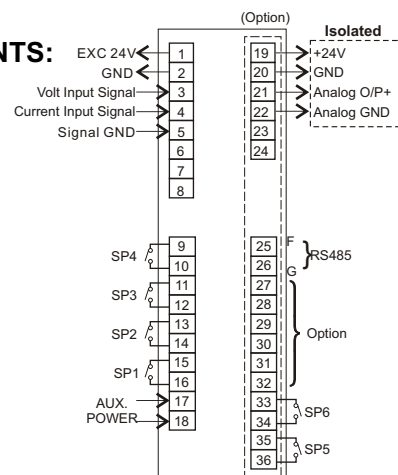 (Option)
Isolated
NTS:
EXC 24V 1 19 +24V
GND 2 20 GND
Volt Input Signal 3 21 Analog O/P+
Current Input Signal 4 22 Analog GND
Signal GND 5 23
6 24
7
8
SP4 9 25 F RS485
10 26 G
SP3 11 27 Option
12 28
SP2 13 29
14 30
SP1 15 31
16 32
AUX. POWER 17 33 SP6
18 34
35 SP5
36